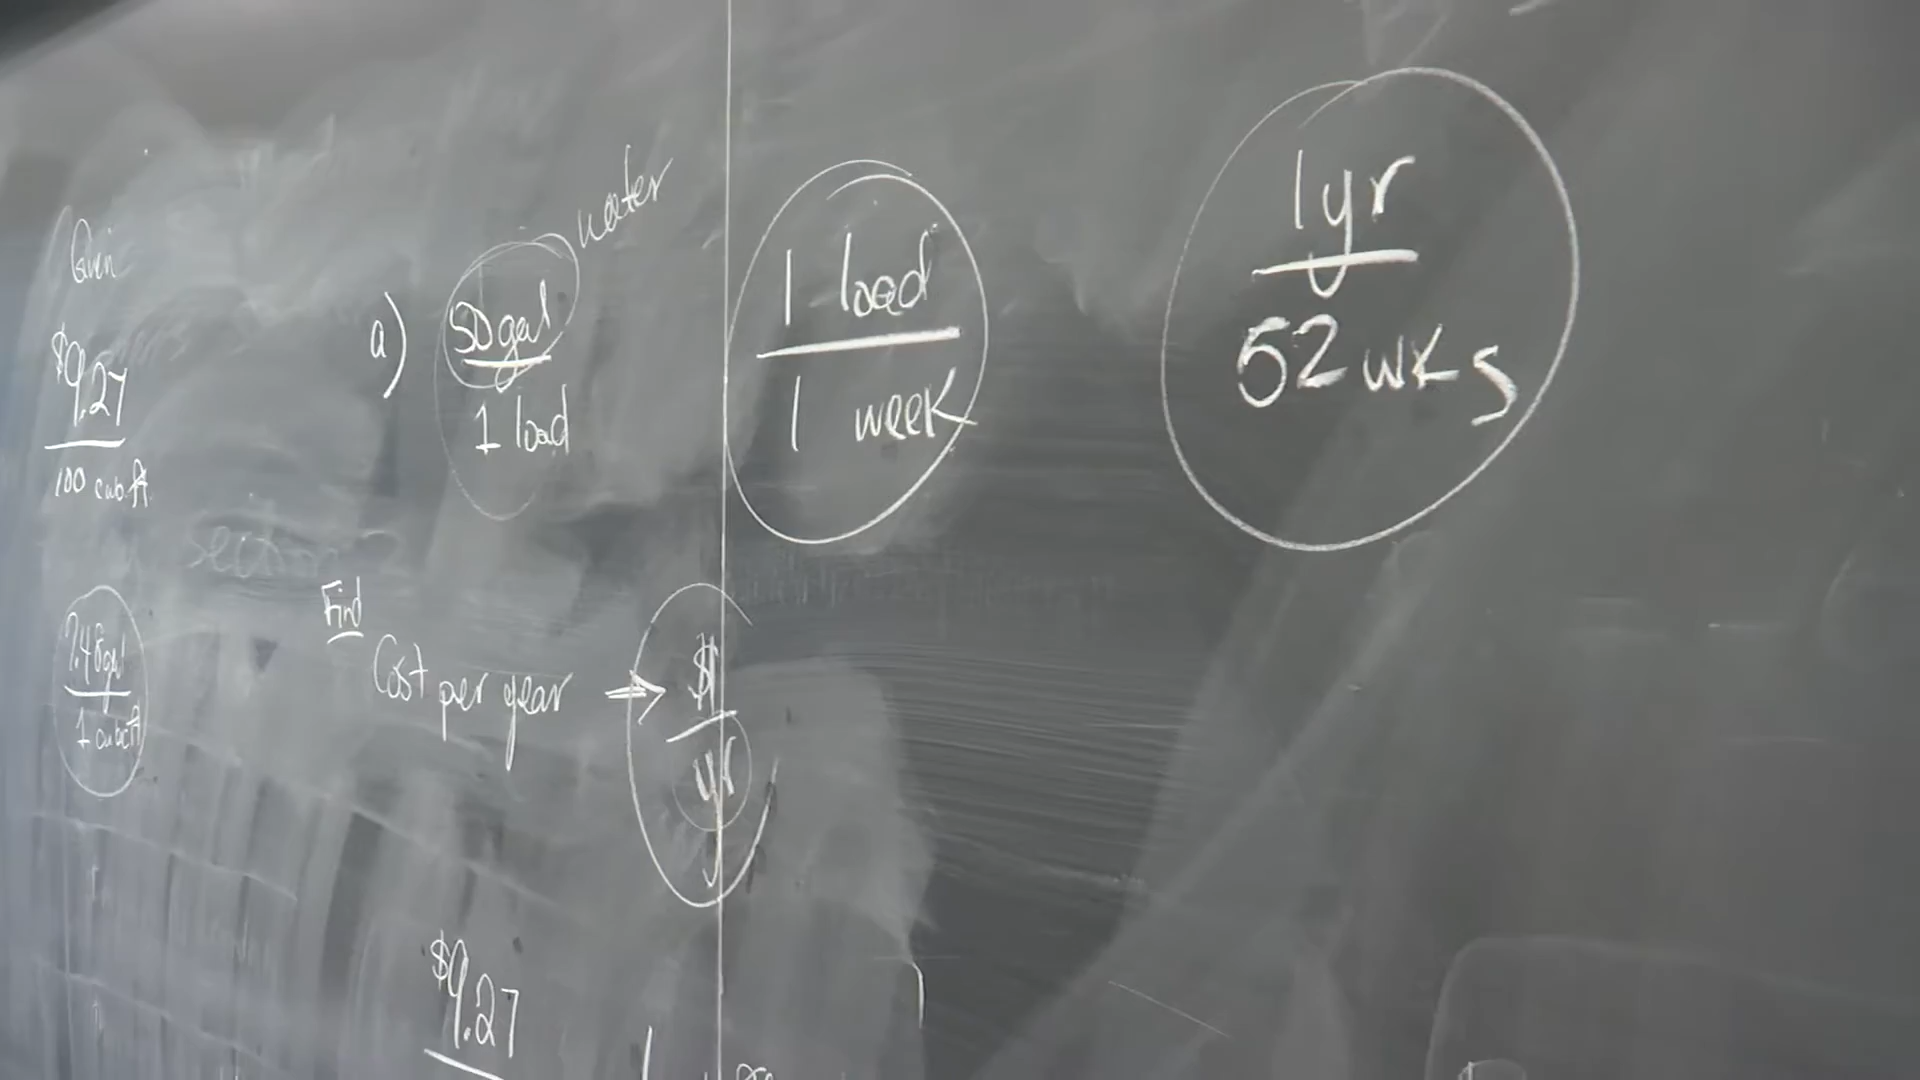 Given
$9.27
100 cub ft
7.48 gal
1 cub ft
a)
50 gal
1 load
water
1 load
1 week
1 yr
52 wks
Find
Cost per year ⇒
$
yr
$9.27